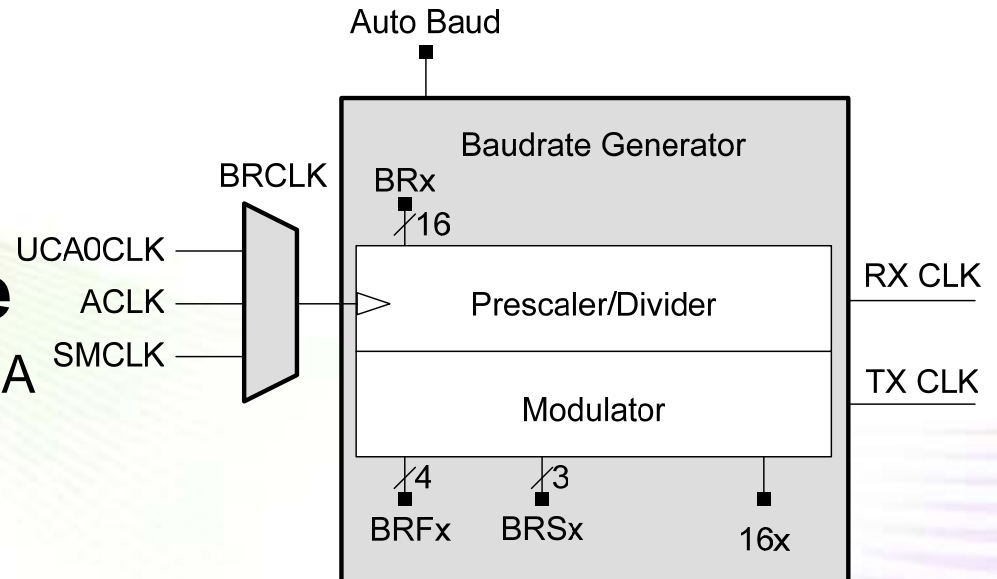 Auto Baud
Baudrate Generator
BRCLK
BRx
16
UCA0CLK
e
ACLK
Prescaler/Divider
RX CLK
SMCLK
A
TX CLK
Modulator
4
3
BRFx
BRSx
16x